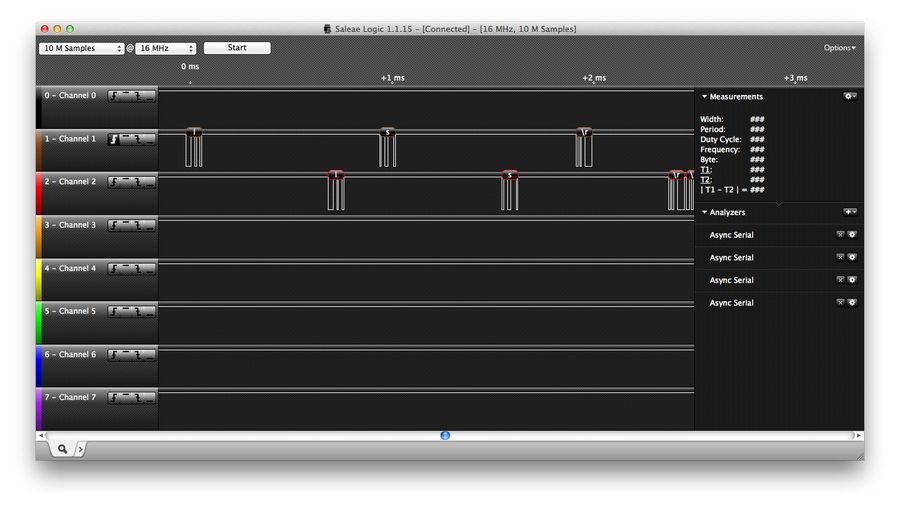 Saleae Logic 1.1.15 - [Connected] - [16 MHz, 10 M Samples]
10 M Samples @ 16 MHz Start Options▾
0 ms
+1 ms +2 ms +3 ms
0 - Channel 0
1 - Channel 1
l s \r
2 - Channel 2
l s \r \
3 - Channel 3
4 - Channel 4
5 - Channel 5
6 - Channel 6
7 - Channel 7
▾ Measurements
Width: ###
Period: ###
Duty Cycle: ###
Frequency: ###
Byte: ###
T1: ###
T2: ###
| T1 - T2 | = ###
▾ Analyzers
Async Serial
Async Serial
Async Serial
Async Serial